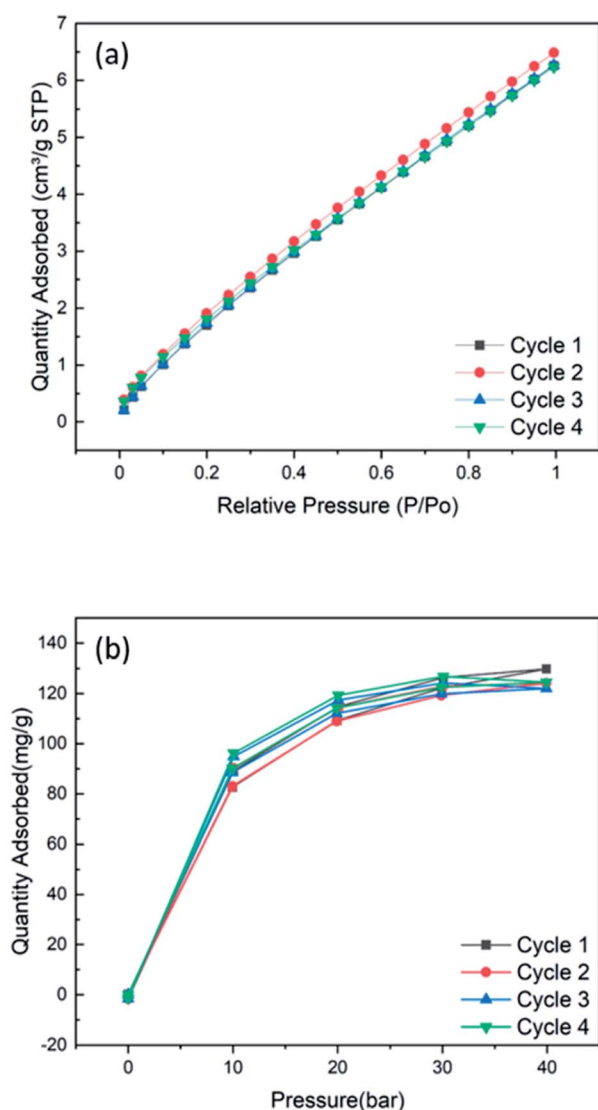 (a)
Quantity Adsorbed (cm³/g STP)
7
6
5
4
3
2
1
0
0
0.2
0.4
0.6
0.8
1
Relative Pressure (P/Po)
Cycle 1
Cycle 2
Cycle 3
Cycle 4
(b)
Quantity Adsorbed(mg/g)
140
120
100
80
60
40
20
0
-20
0
10
20
30
40
Pressure(bar)
Cycle 1
Cycle 2
Cycle 3
Cycle 4